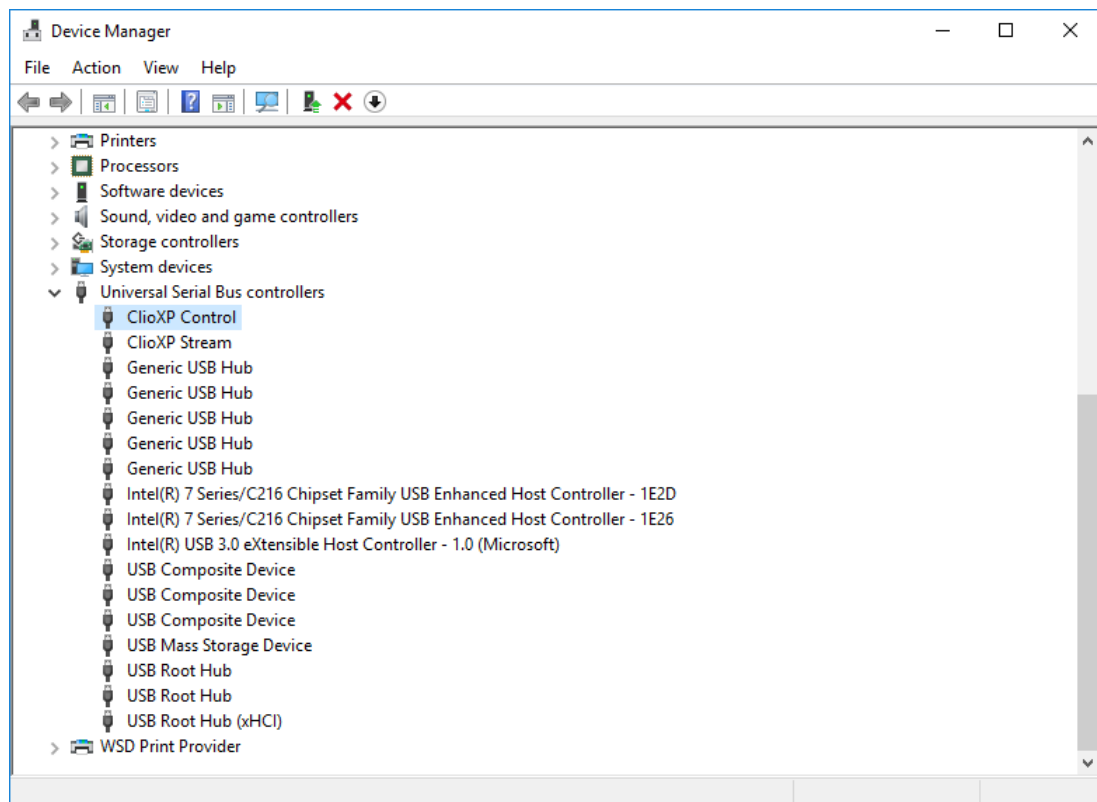 Device Manager
File Action View Help
Printers
Processors
Software devices
Sound, video and game controllers
Storage controllers
System devices
Universal Serial Bus controllers
ClioXP Control
ClioXP Stream
Generic USB Hub
Generic USB Hub
Generic USB Hub
Generic USB Hub
Generic USB Hub
Intel(R) 7 Series/C216 Chipset Family USB Enhanced Host Controller - 1E2D
Intel(R) 7 Series/C216 Chipset Family USB Enhanced Host Controller - 1E26
Intel(R) USB 3.0 eXtensible Host Controller - 1.0 (Microsoft)
USB Composite Device
USB Composite Device
USB Composite Device
USB Mass Storage Device
USB Root Hub
USB Root Hub
USB Root Hub (xHCI)
WSD Print Provider